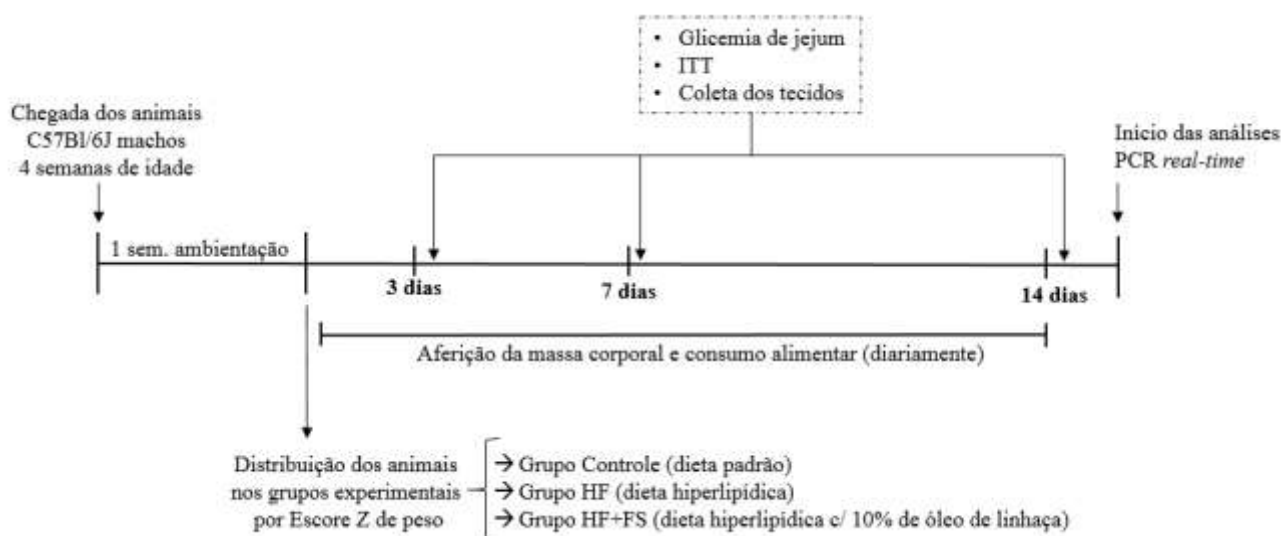 • Glicemia de jejum
• ITT
• Coleta dos tecidos
Chegada dos animais
C57Bl/6J machos
4 semanas de idade
Início das análises
PCR real-time
1 sem. ambientação
3 dias
7 dias
14 dias
Aferição da massa corporal e consumo alimentar (diariamente)
Distribuição dos animais
nos grupos experimentais
por Escore Z de peso
→ Grupo Controle (dieta padrão)
→ Grupo HF (dieta hiperlipídica)
→ Grupo HF+FS (dieta hiperlipídica c/ 10% de óleo de linhaça)